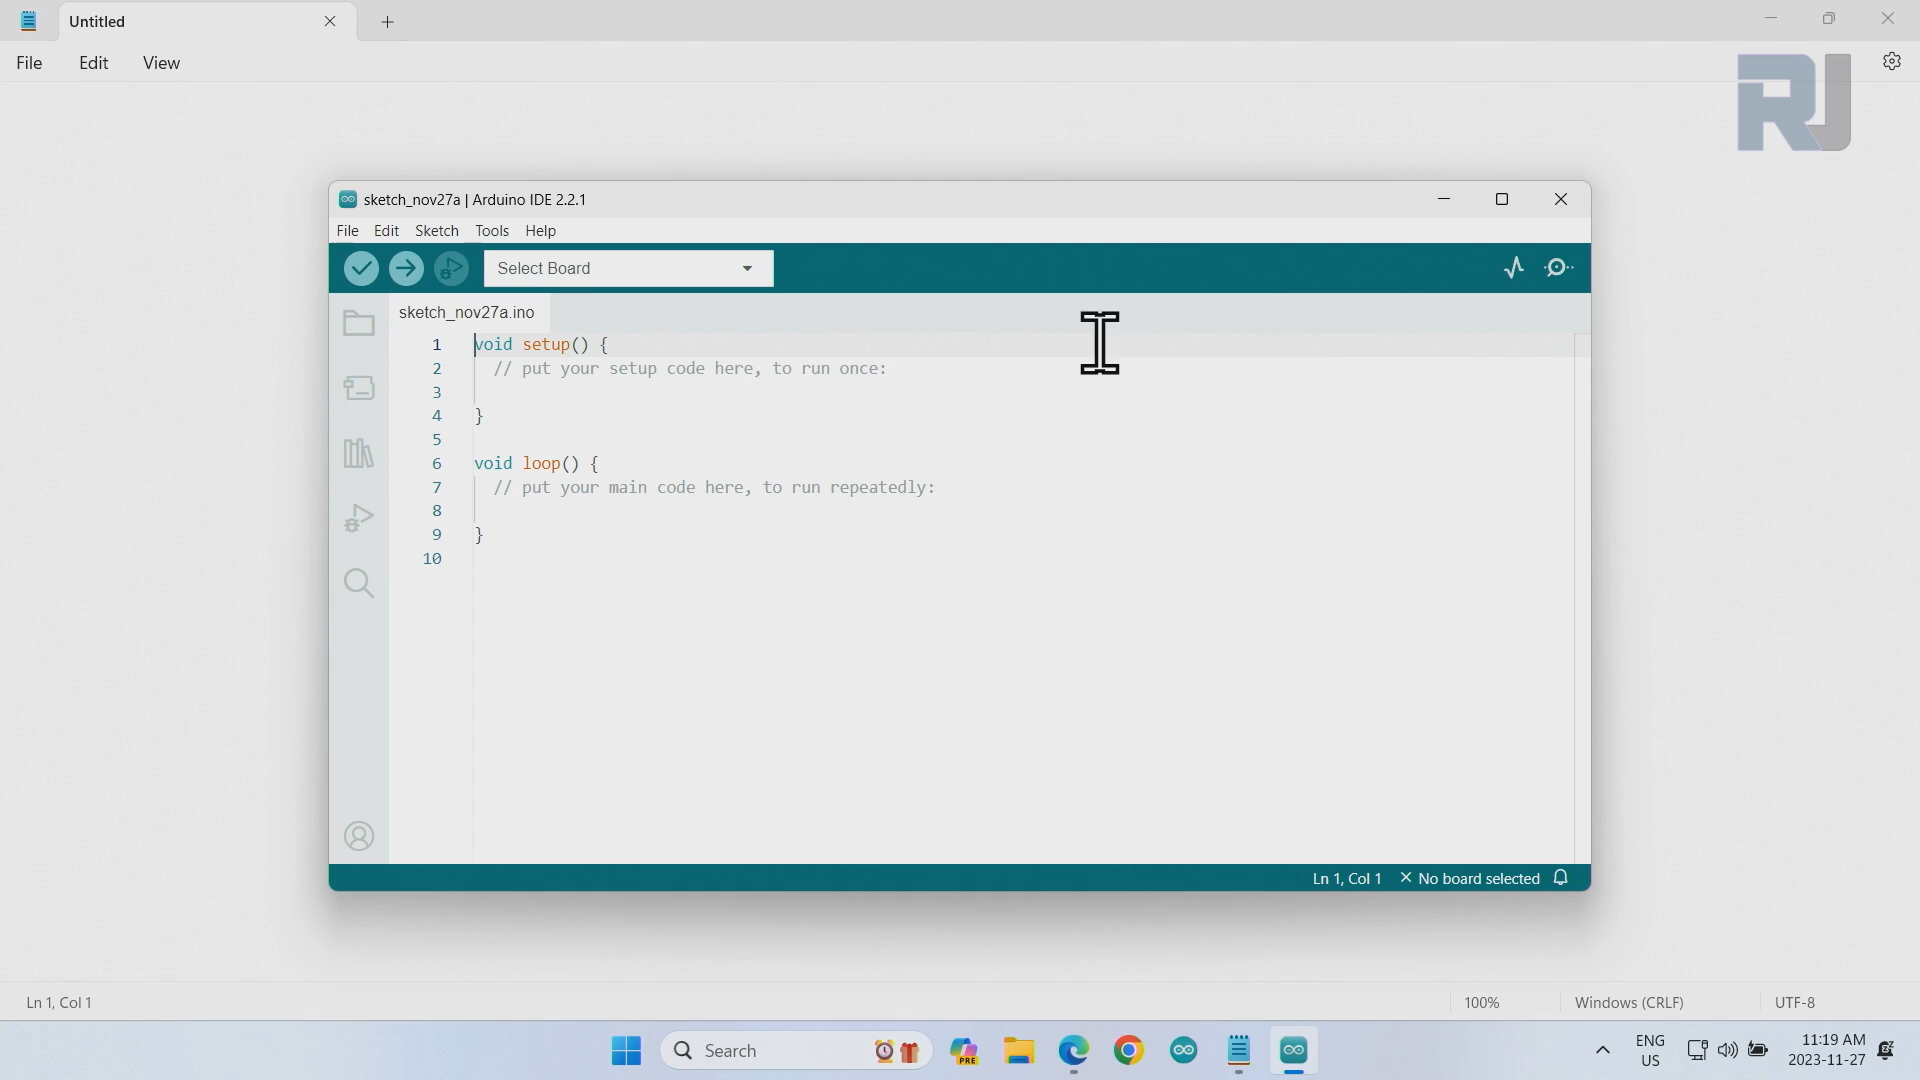 Untitled
File Edit View
RJ
sketch_nov27a | Arduino IDE 2.2.1
File Edit Sketch Tools Help
Select Board
sketch_nov27a.ino
1 void setup() {
2 // put your setup code here, to run once:
3
4 }
5
6 void loop() {
7 // put your main code here, to run repeatedly:
8
9 }
10
Ln 1, Col 1 No board selected
Ln 1, Col 1 100% Windows (CRLF) UTF-8
Search PRE ENG US 11:19 AM 2023-11-27